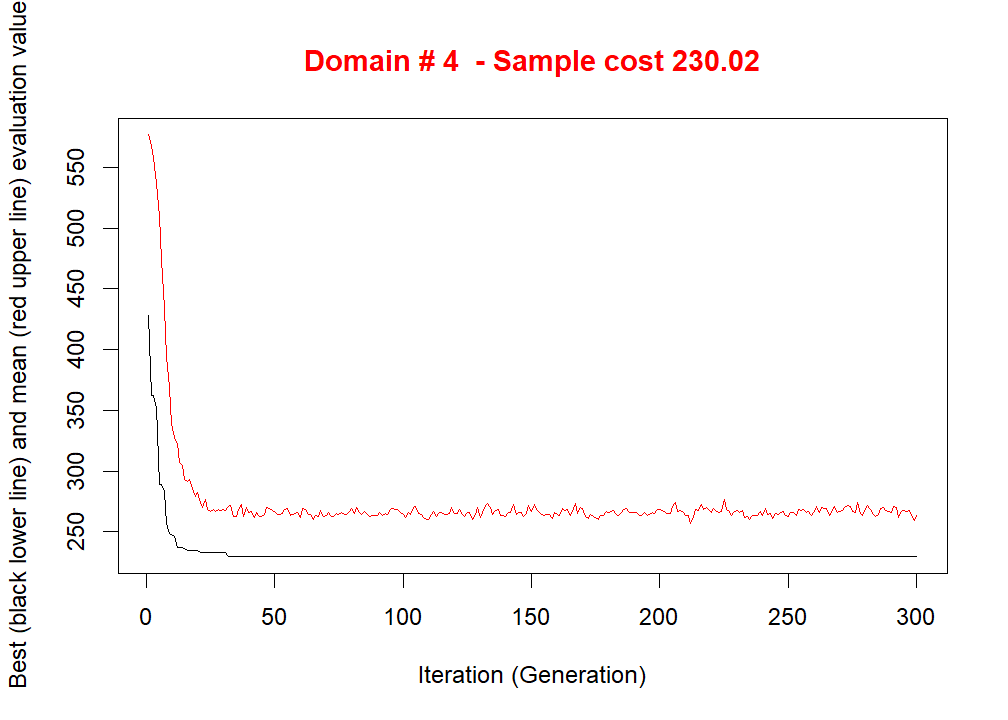 Domain # 4  - Sample cost 230.02
Best (black lower line) and mean (red upper line) evaluation value
550
500
450
400
350
300
250
0 50 100 150 200 250 300
Iteration (Generation)